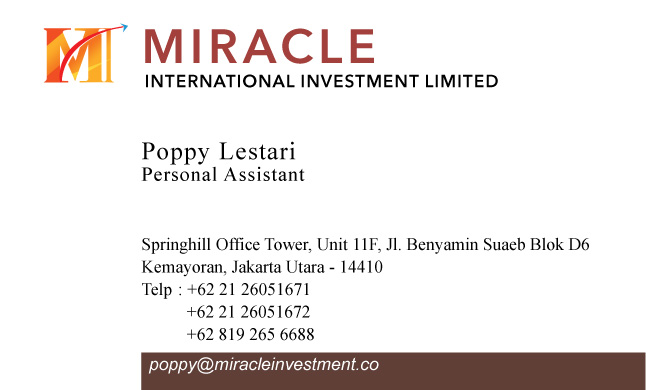 MI MIRACLE
INTERNATIONAL INVESTMENT LIMITED
Poppy Lestari
Personal Assistant
Springhill Office Tower, Unit 11F, Jl. Benyamin Suaeb Blok D6
Kemayoran, Jakarta Utara - 14410
Telp : +62 21 26051671
+62 21 26051672
+62 819 265 6688
poppy@miracleinvestment.co